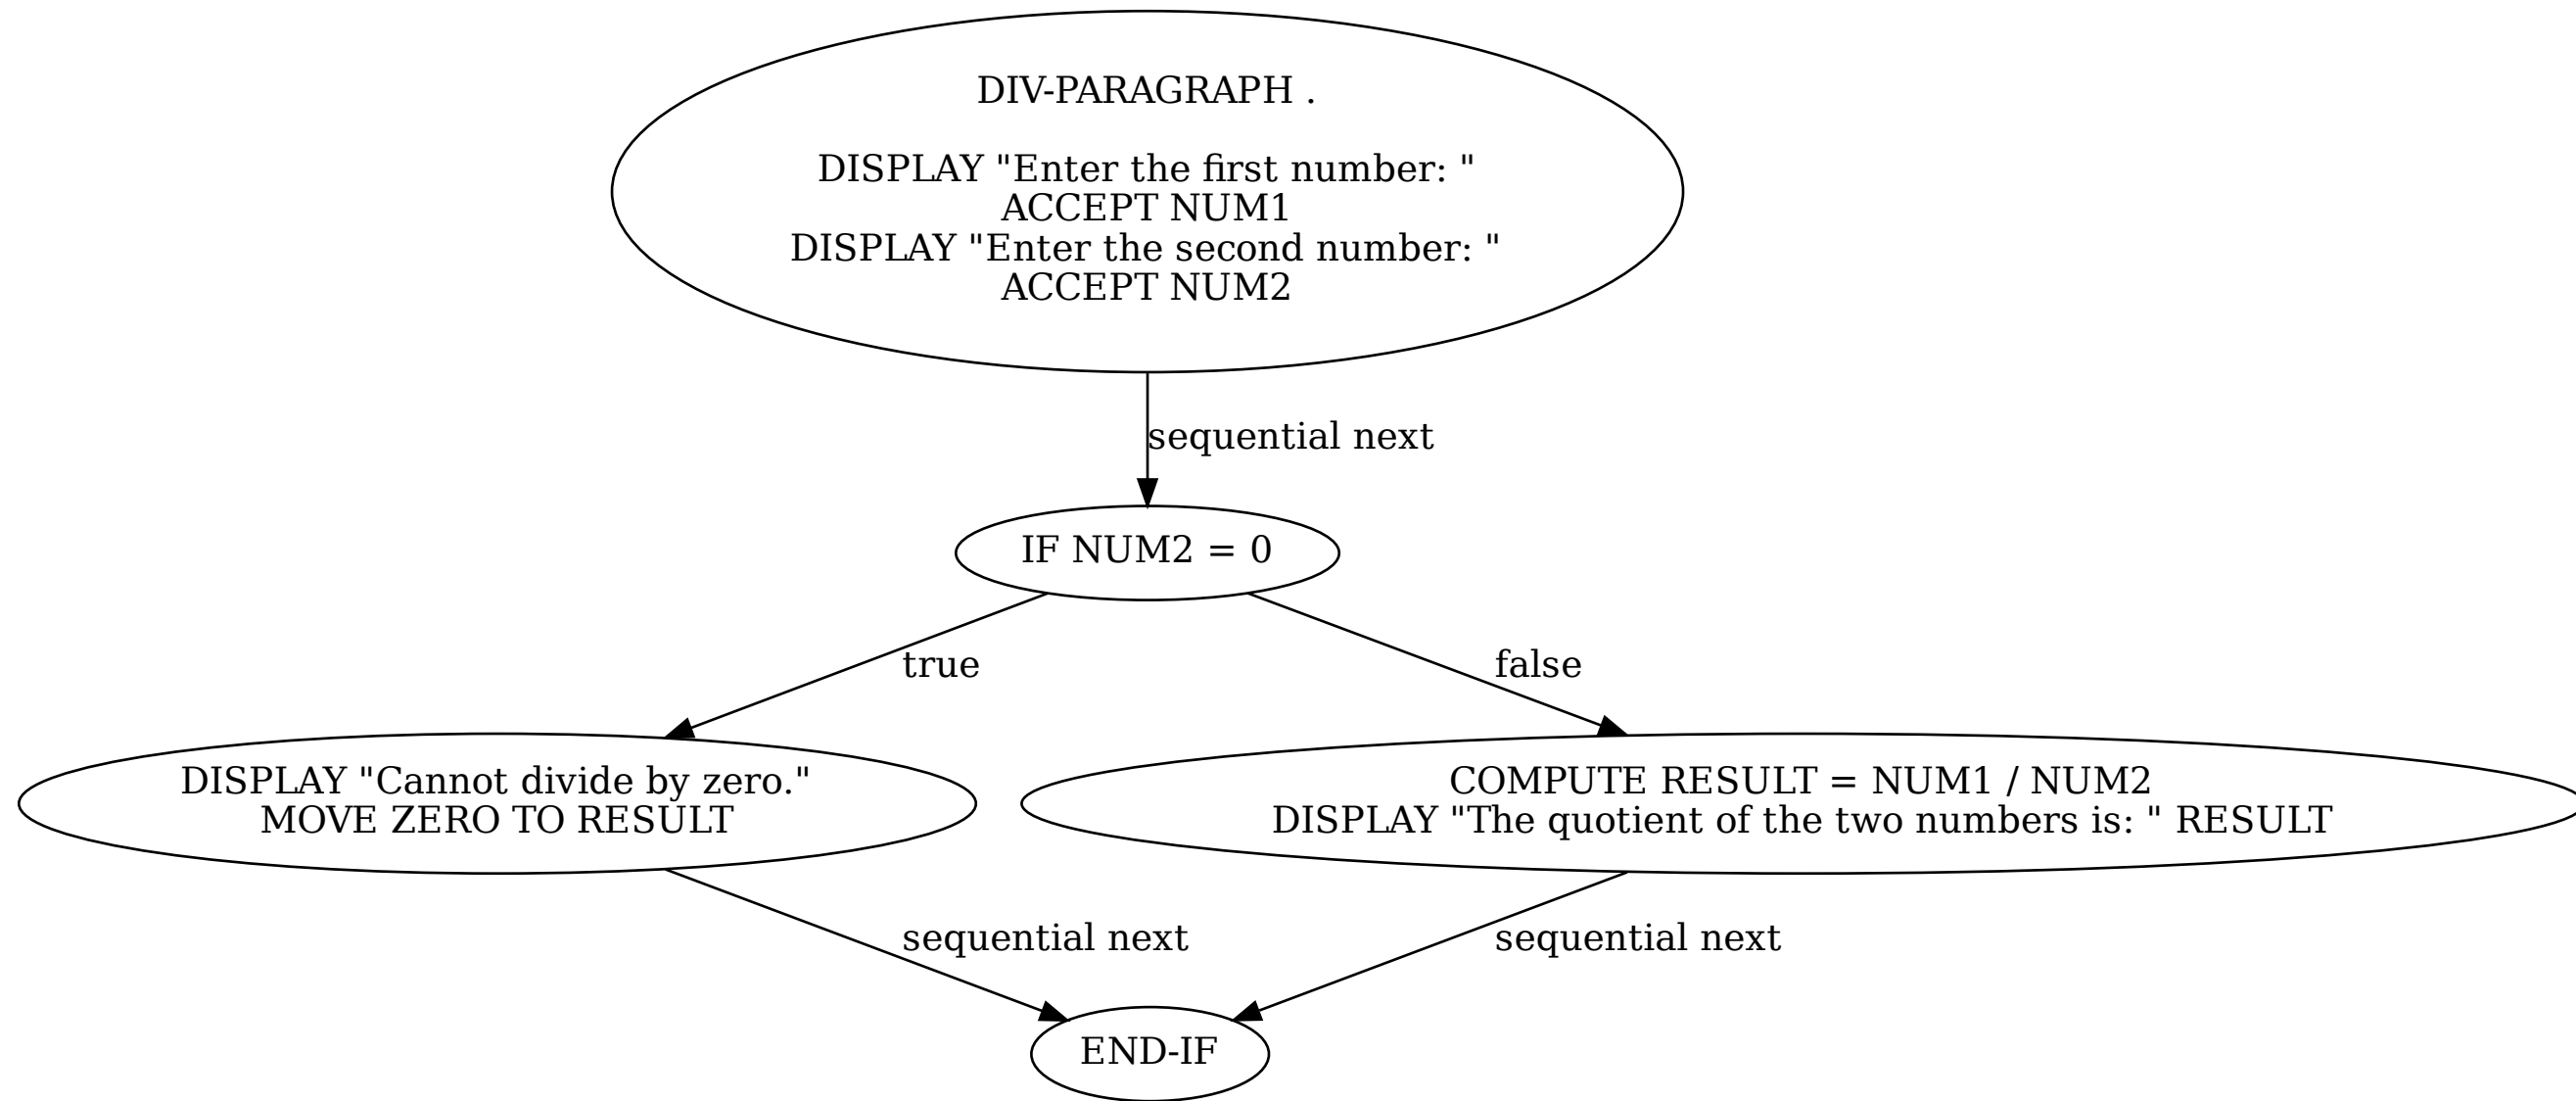 DIV-PARAGRAPH .
DISPLAY "Enter the first number: "
ACCEPT NUM1
DISPLAY "Enter the second number: "
ACCEPT NUM2
sequential next
IF NUM2 = 0
true
false
DISPLAY "Cannot divide by zero."
MOVE ZERO TO RESULT
COMPUTE RESULT = NUM1 / NUM2
DISPLAY "The quotient of the two numbers is: " RESULT
sequential next
sequential next
END-IF